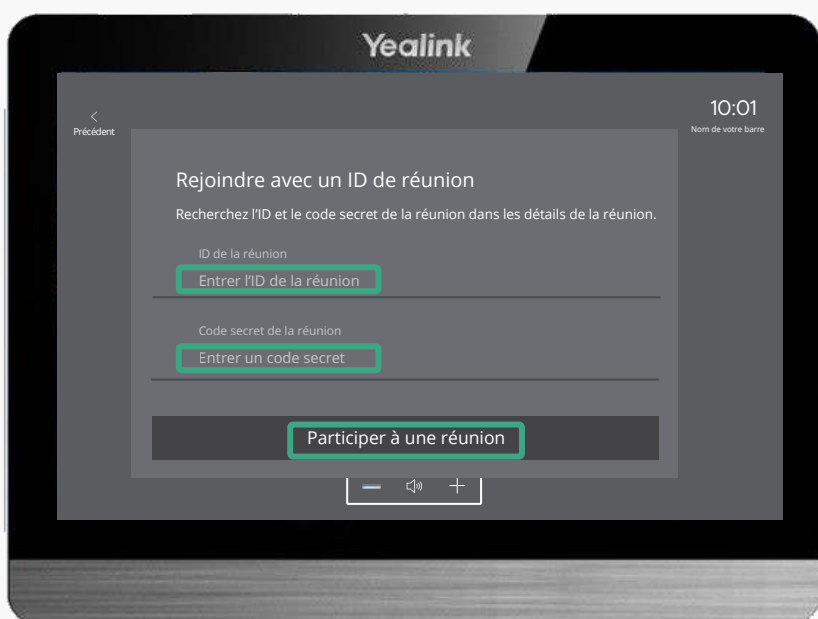 Yealink
Précédent
10:01
Nom de votre barre
Rejoindre avec un ID de réunion
Recherchez l'ID et le code secret de la réunion dans les détails de la réunion.
ID de la réunion
Entrer l'ID de la réunion
Code secret de la réunion
Entrer un code secret
Participer à une réunion